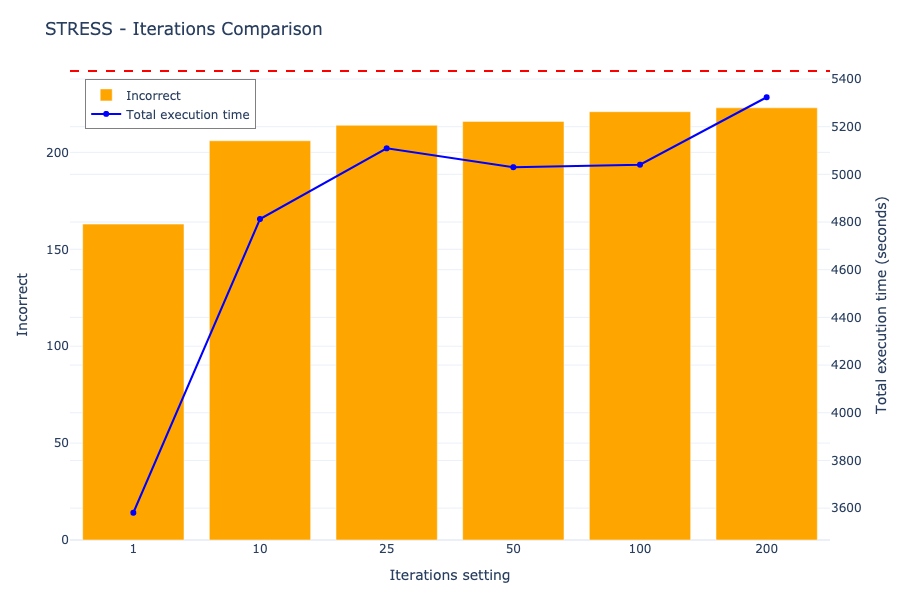 STRESS - Iterations Comparison
Incorrect
Total execution time
200
150
100
50
0
Incorrect
5400
5200
5000
4800
4600
4400
4200
4000
3800
3600
Total execution time (seconds)
1 10 25 50 100 200
Iterations setting